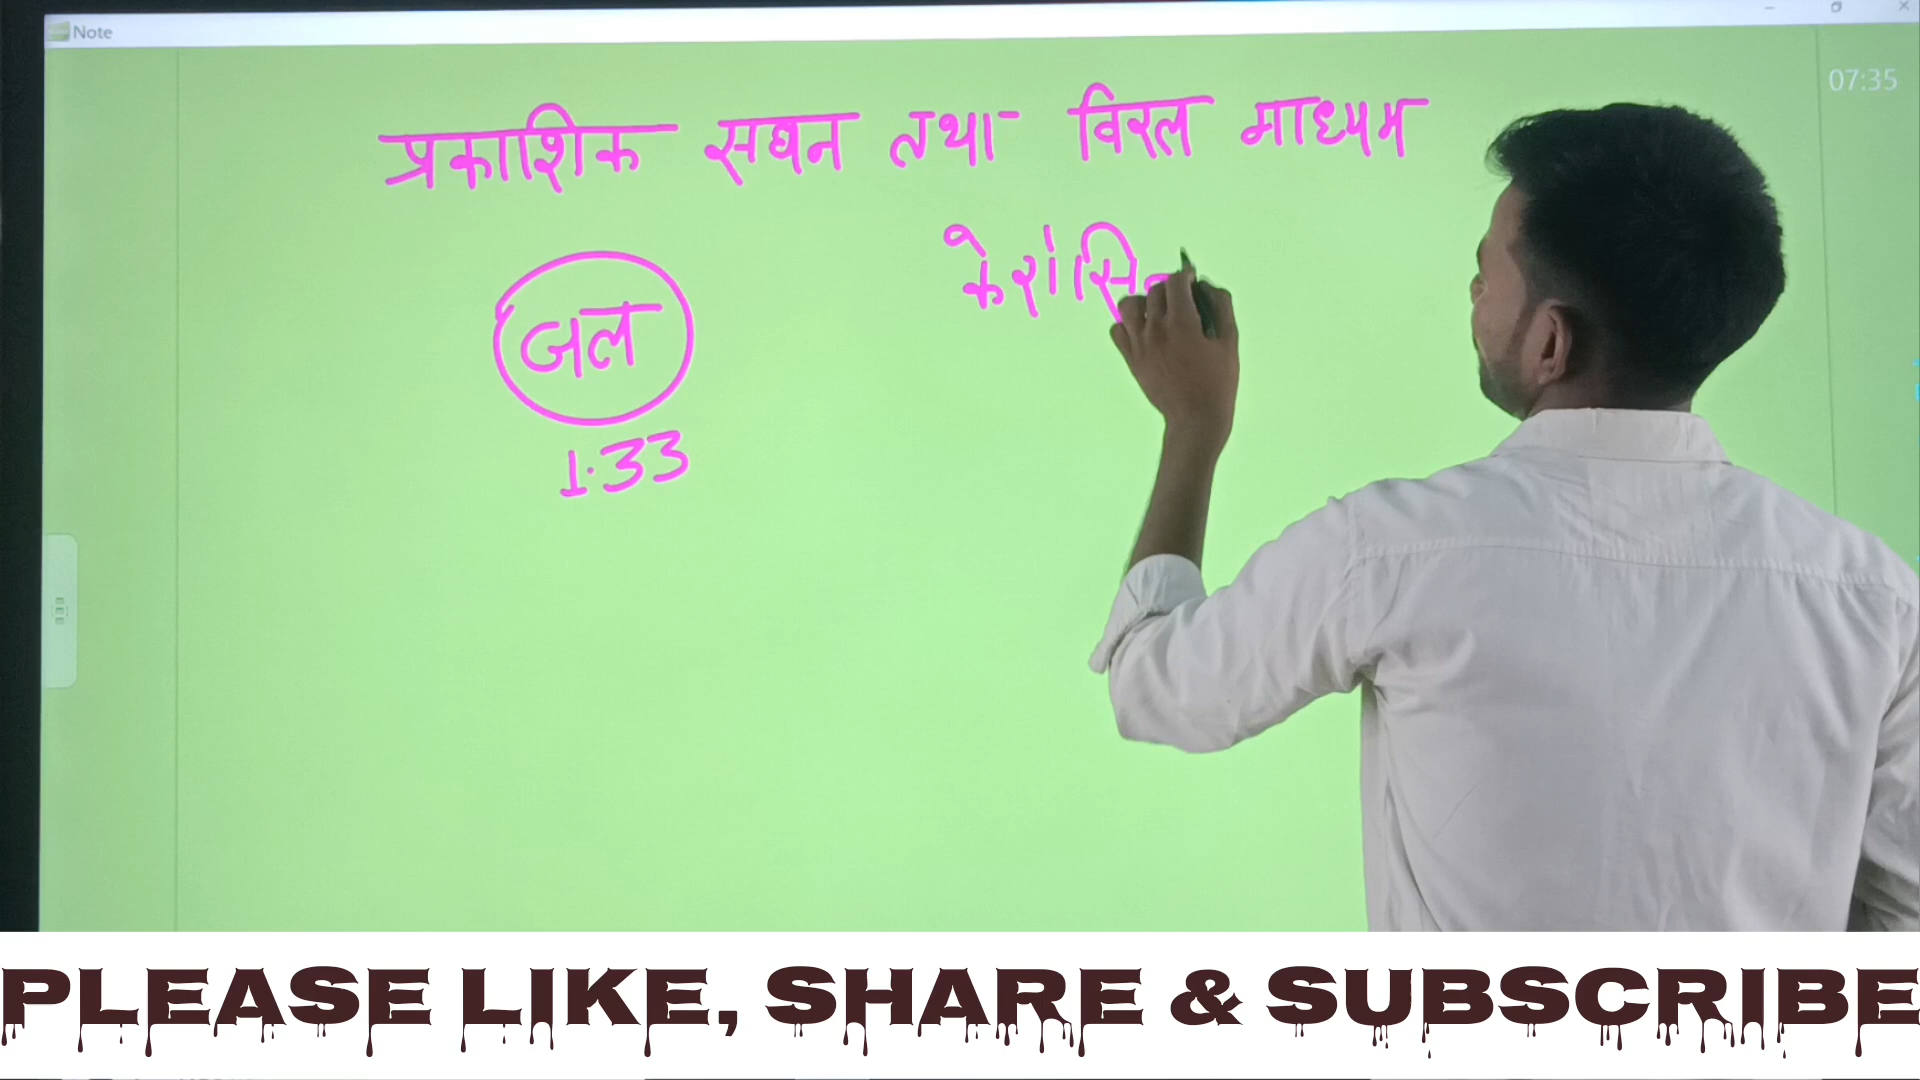 Note
07:35
प्रकाशिक सघन तथा विरल माध्यम
जल
1.33
PLEASE LIKE, SHARE & SUBSCRIBE